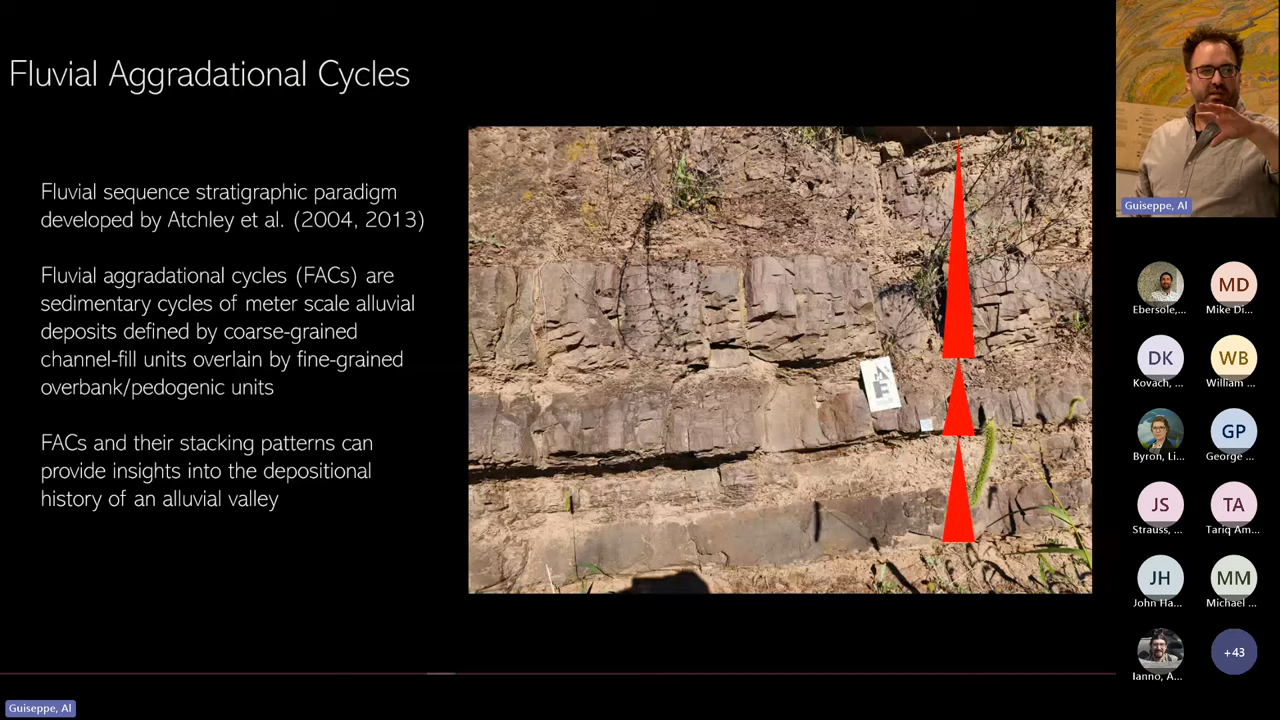 Fluvial Aggradational Cycles
Fluvial sequence stratigraphic paradigm
developed by Atchley et al. (2004, 2013)
Fluvial aggradational cycles (FACs) are
sedimentary cycles of meter scale alluvial
deposits defined by coarse-grained
channel-fill units overlain by fine-grained
overbank/pedogenic units
FACs and their stacking patterns can
provide insights into the depositional
history of an alluvial valley
Guiseppe, Al
Ebersole,...
MD
Mike Di...
DK
Kovach, ...
WB
William ...
Byron, Li...
GP
George ...
JS
Strauss, ...
TA
Tariq Am...
JH
John Ha...
MM
Michael ...
Ianno, A...
+43
Guiseppe, Al